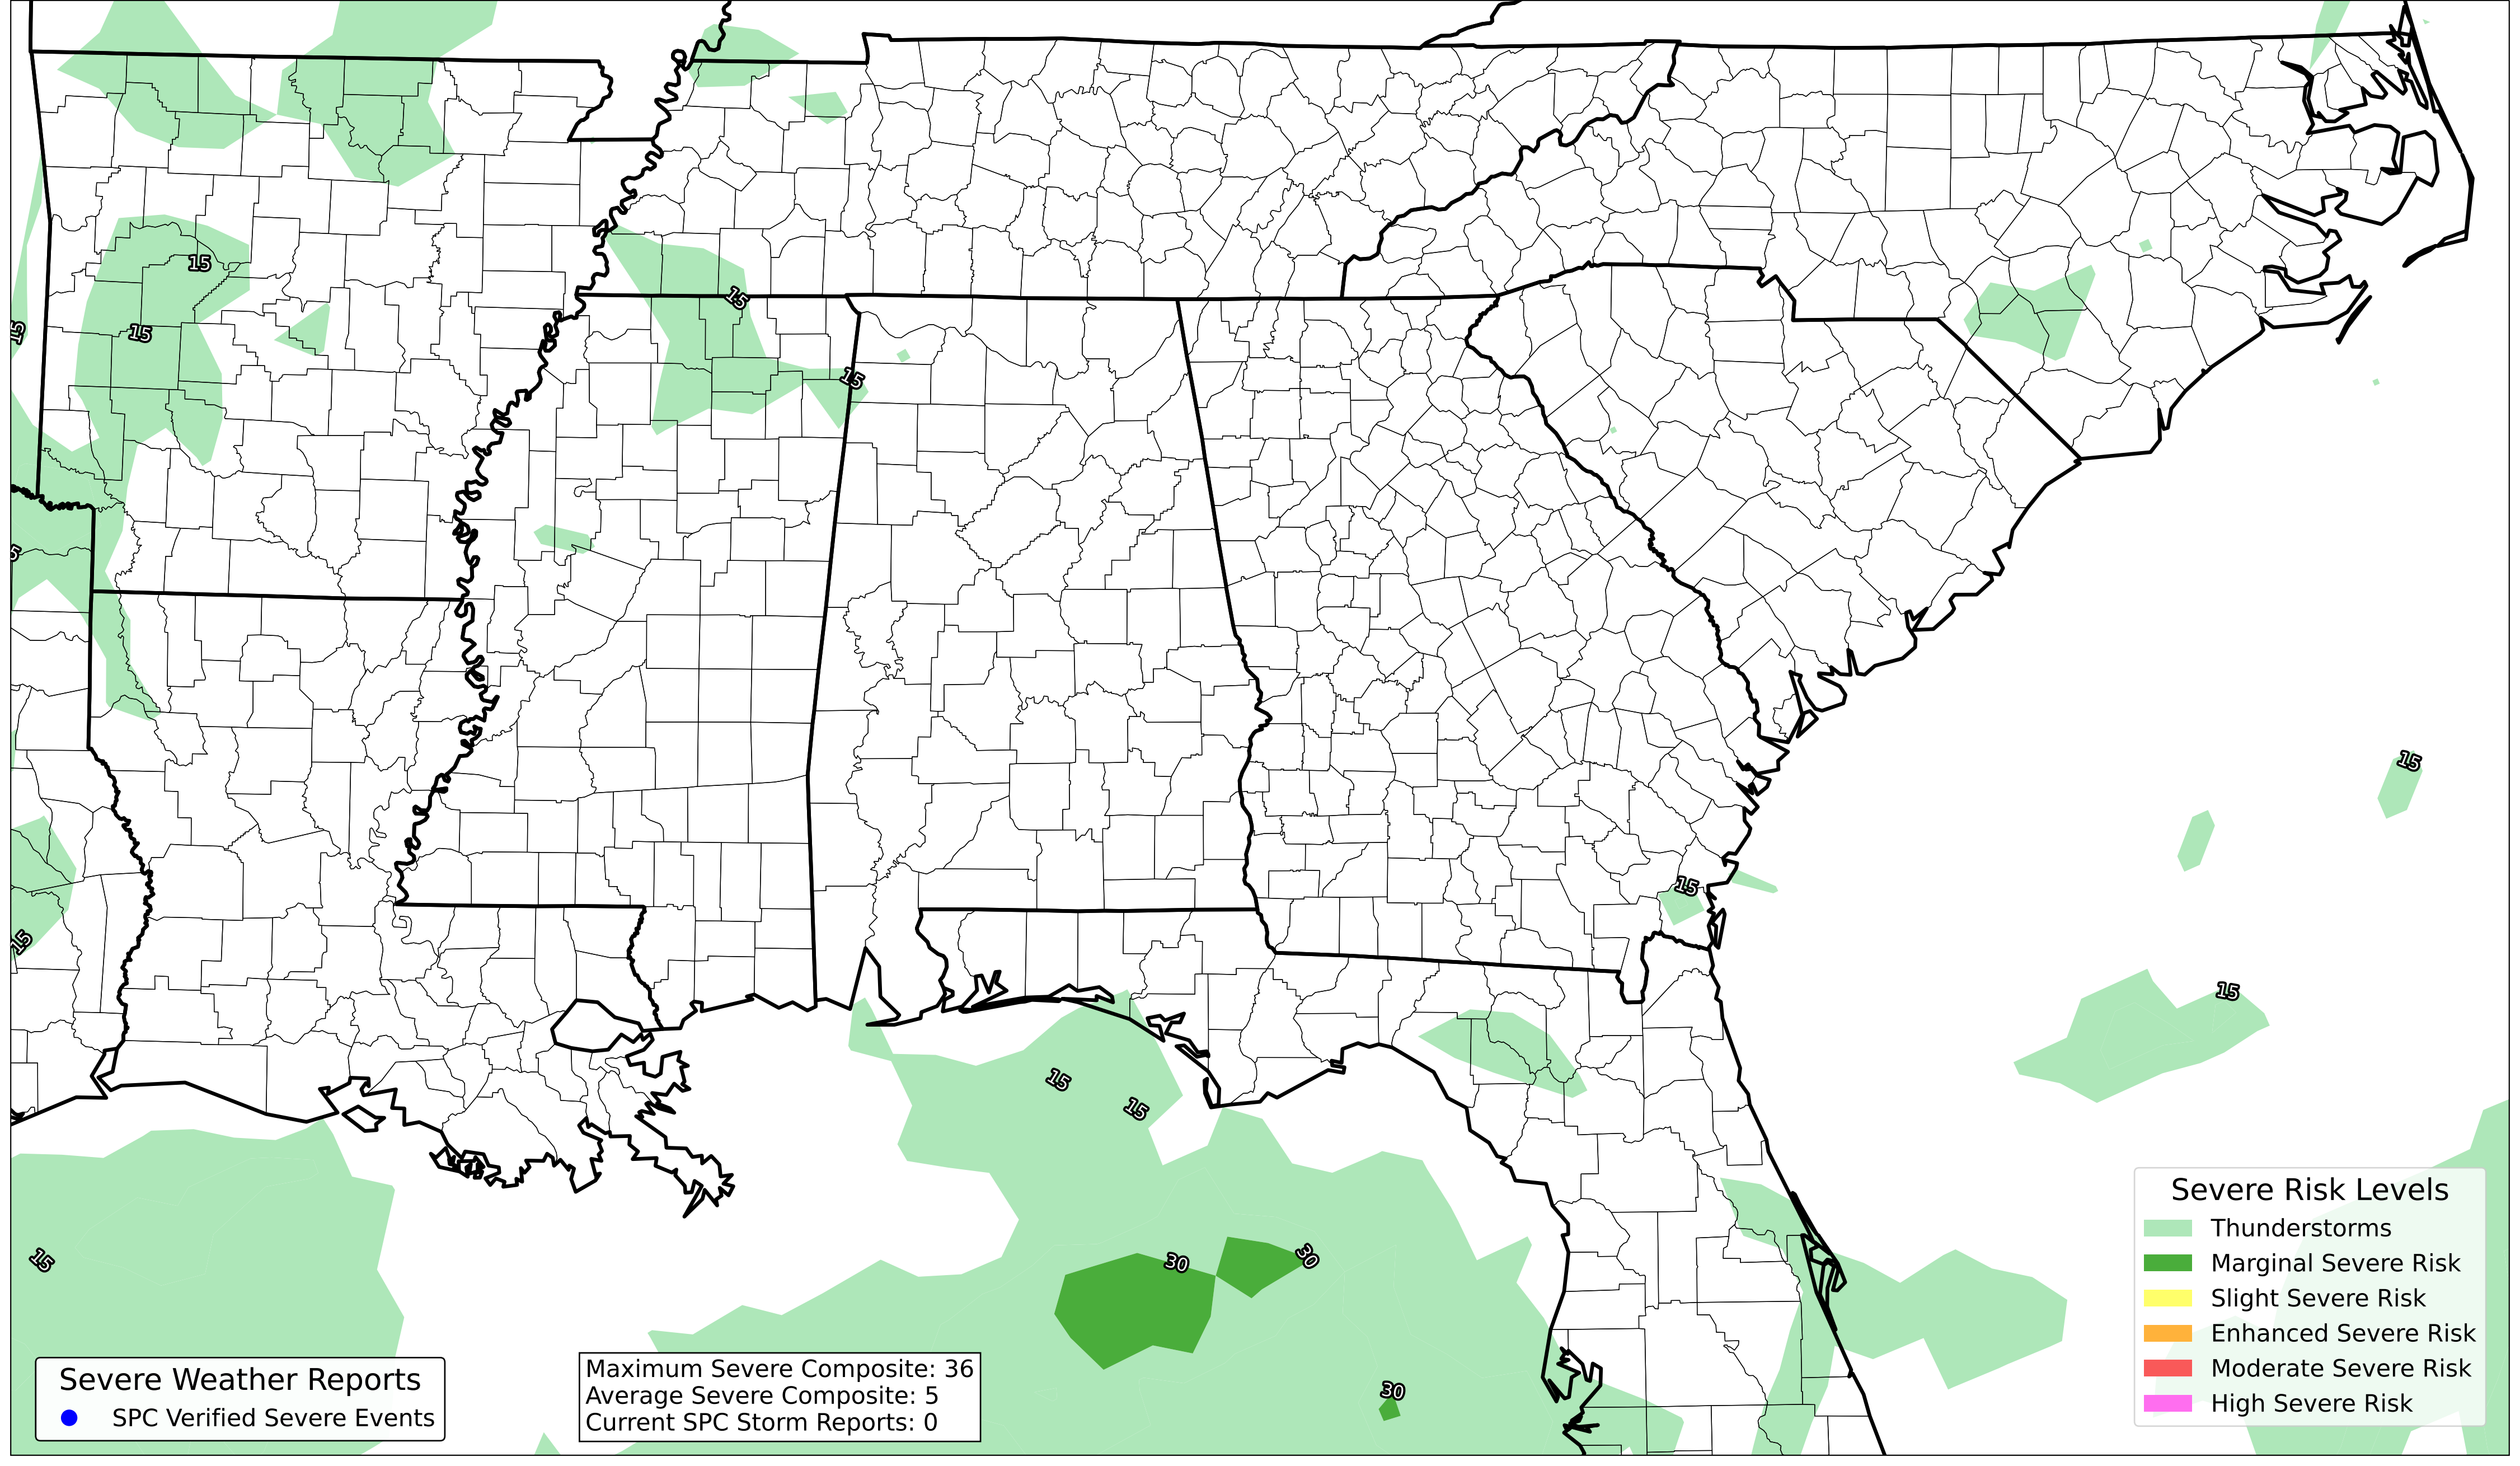 15
15
15
15
15
5
15
15
15
15
15
15
15
30
30
15
30
Severe Risk Levels
Thunderstorms
Marginal Severe Risk
Slight Severe Risk
Enhanced Severe Risk
Moderate Severe Risk
High Severe Risk
Severe Weather Reports
SPC Verified Severe Events
Maximum Severe Composite: 36
Average Severe Composite: 5
Current SPC Storm Reports: 0